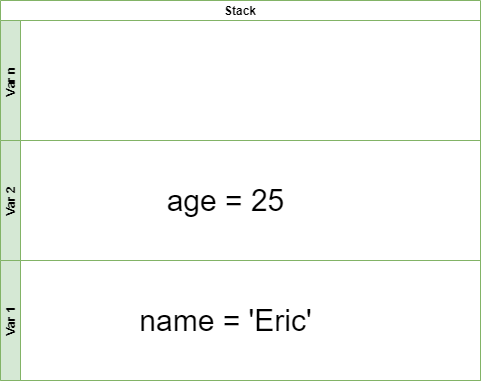 Stack
Var n
Var 2
age = 25
Var 1
name = 'Eric'